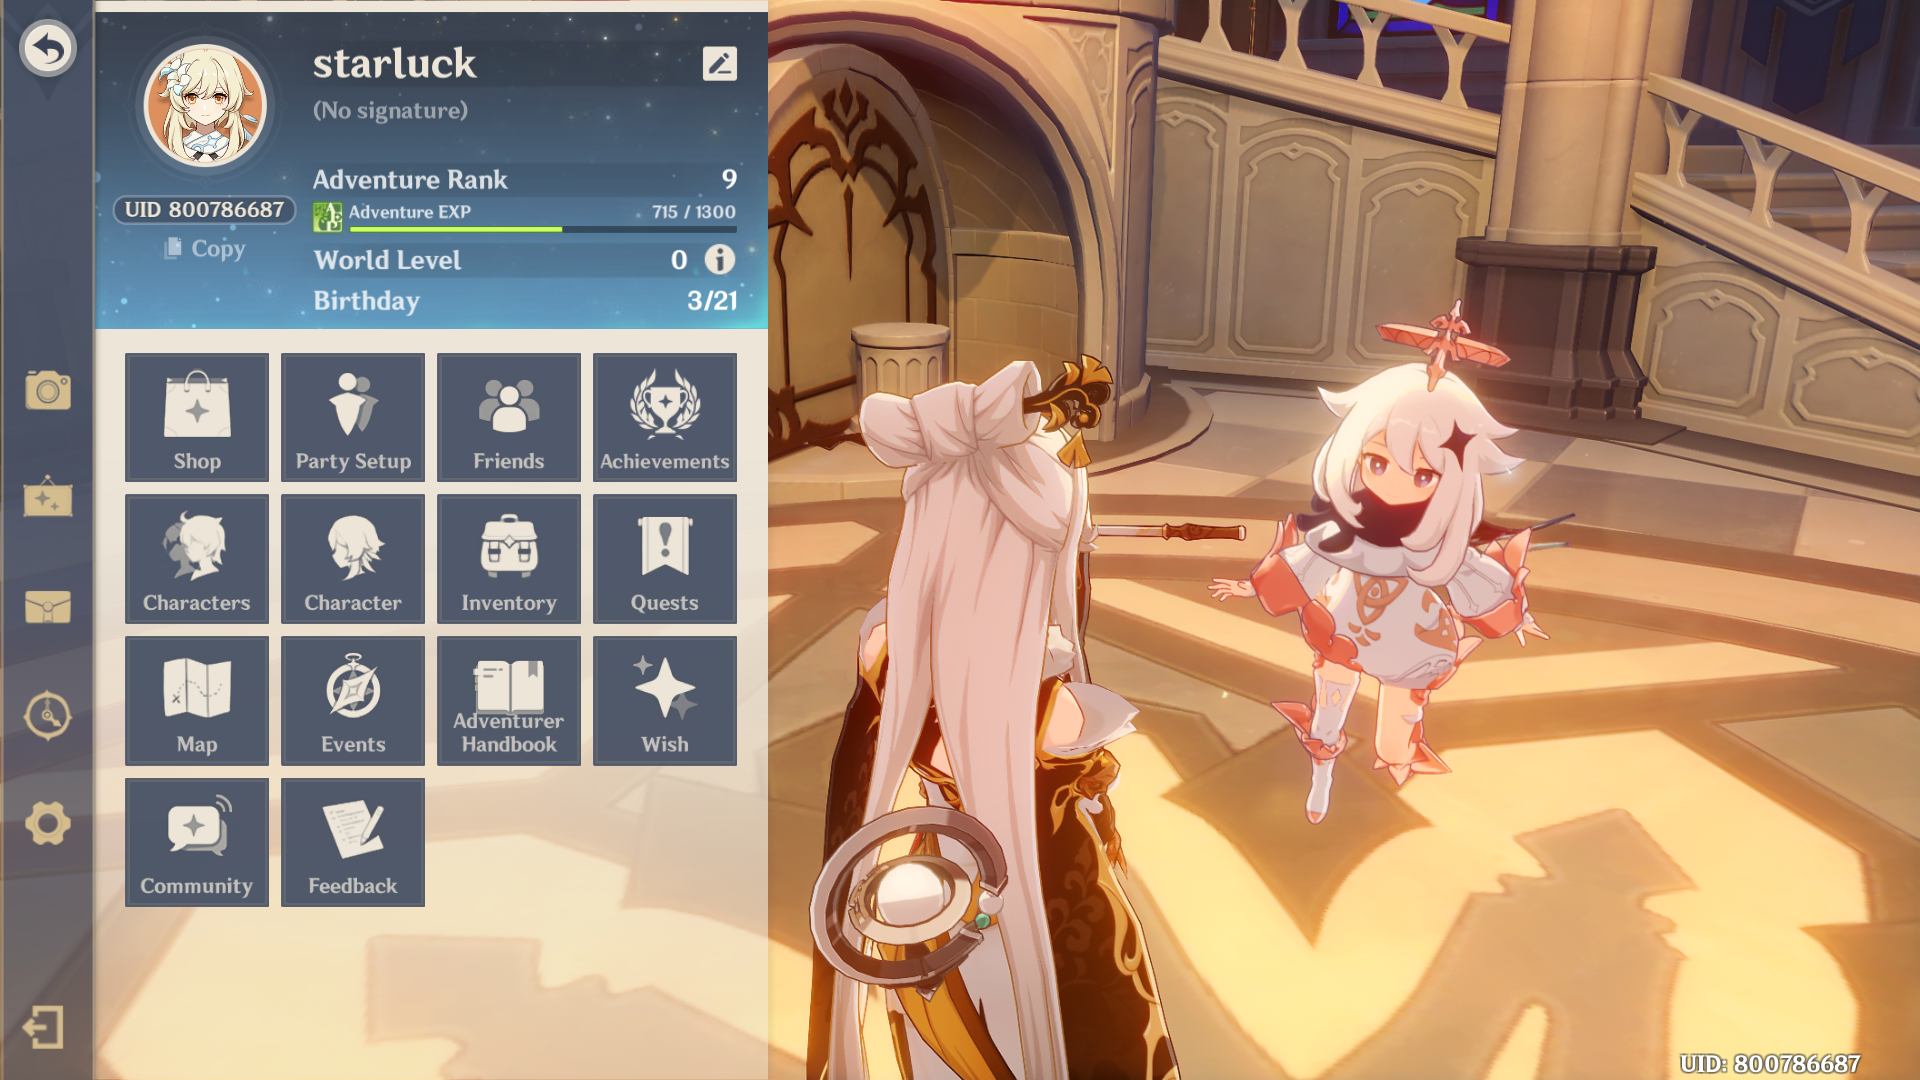 starluck
(No signature)
Adventure Rank 9
Adventure EXP 715 / 1300
UID 800786687
Copy
World Level 0
Birthday 3/21
Shop
Party Setup
Friends
Achievements
Characters
Character
Inventory
Quests
Map
Events
Adventurer
Handbook
Wish
Community
Feedback
UID: 800786687